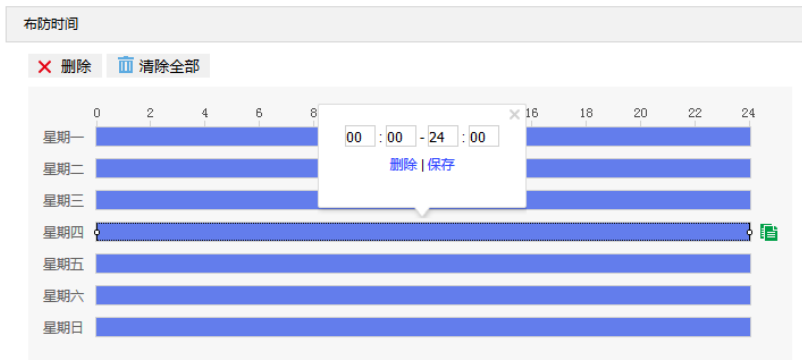 布防时间
删除 清除全部
0 2 4 6 8 16 18 20 22 24
00 : 00 - 24 : 00
星期一
删除 | 保存
星期二
星期三
星期四
星期五
星期六
星期日